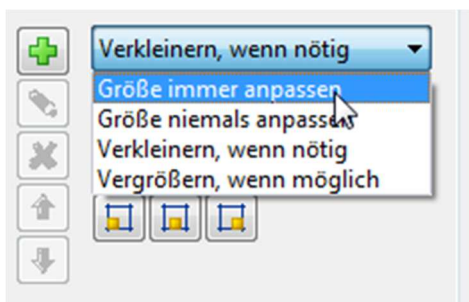 Verkleinern, wenn nötig
Größe immer anpassen
Größe niemals anpassen
Verkleinern, wenn nötig
Vergrößern, wenn möglich